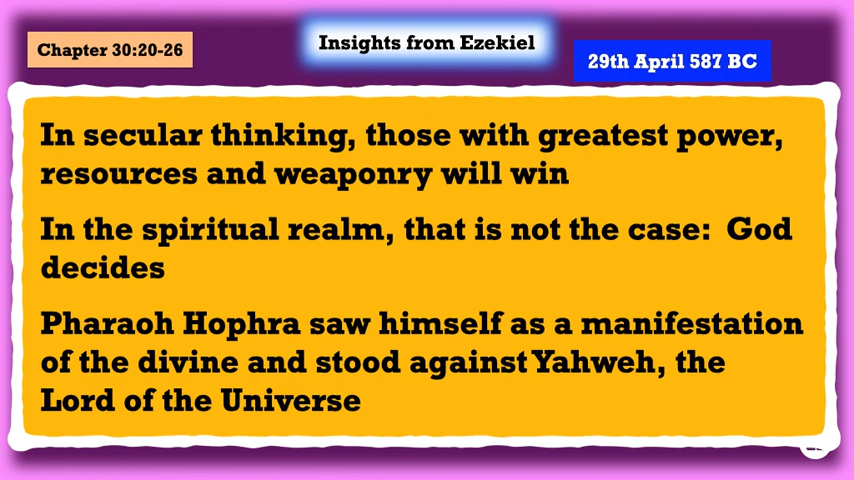 Chapter 30:20-26
Insights from Ezekiel
29th April 587 BC
In secular thinking, those with greatest power,
resources and weaponry will win
In the spiritual realm, that is not the case:  God
decides
Pharaoh Hophra saw himself as a manifestation
of the divine and stood against Yahweh, the
Lord of the Universe